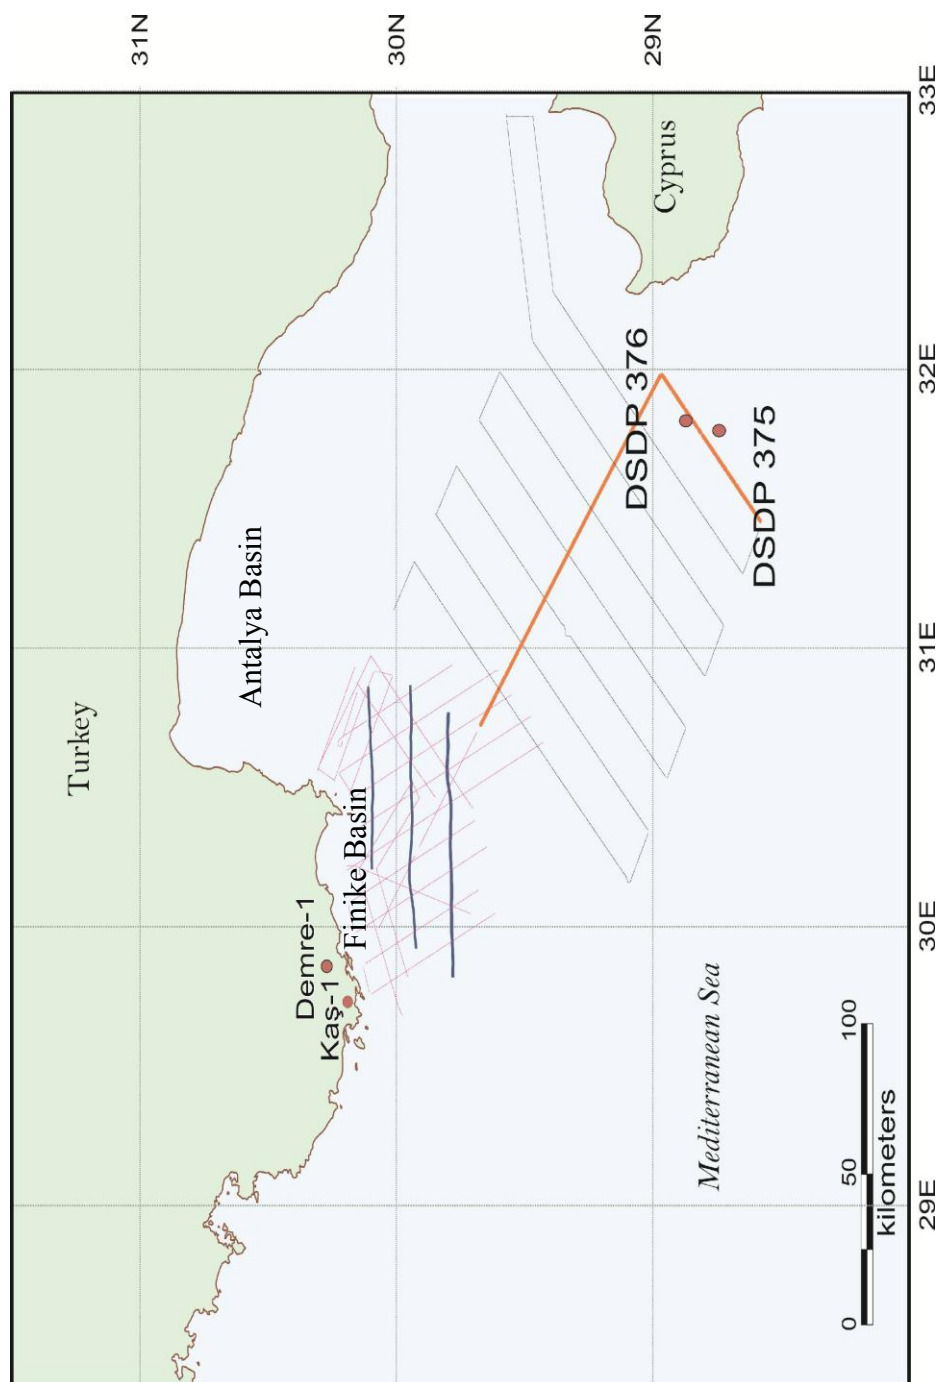 31N
30N
29N
33E
32E
31E
30E
29E
Turkey
Antalya Basin
Finike Basin
Demre-1
Kaş-1
Cyprus
DSDP 376
DSDP 375
Mediterranean Sea
0 50 100
kilometers